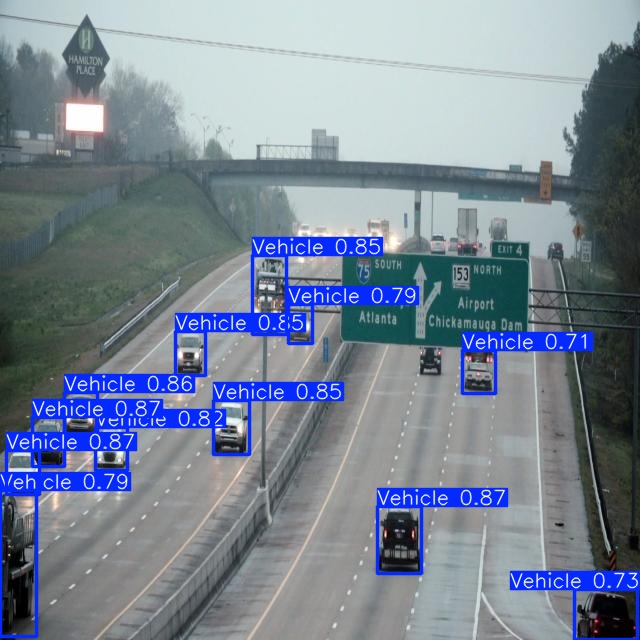 HAMILTON
PLACE
EXIT 4
75 SOUTH
153 NORTH
Atlanta
Airport
Chickamauga Dam
Vehicle 0.85
Vehicle 0.79
Vehicle 0.85
Vehicle 0.71
Vehicle 0.86
Vehicle 0.85
Vehicle 0.87
Vehicle 0.82
Vehicle 0.87
Vehicle 0.79
Vehicle 0.87
Vehicle 0.73